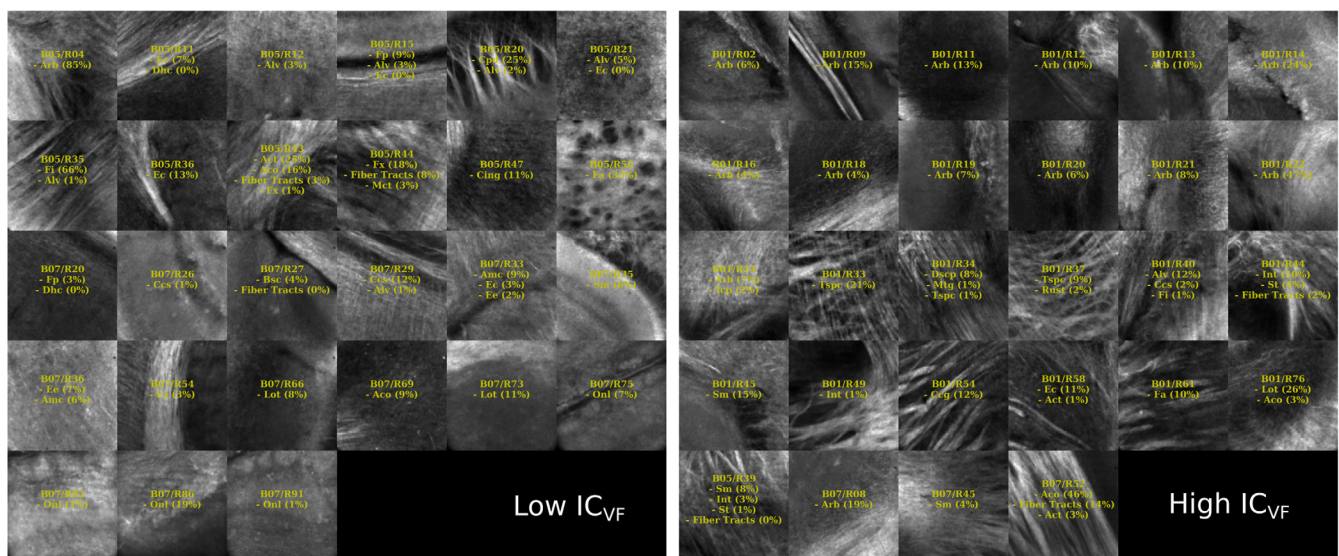 B05/R04
- Arb (85%)
B05/R11
- Ec (7%)
- Dhc (0%)
B05/R12
- Alv (3%)
B05/R15
- Fp (9%)
- Alv (3%)
- Ec (0%)
B05/R20
- Cpd (25%)
- Alv (2%)
B05/R21
- Alv (5%)
- Ec (0%)
B05/R35
- Fi (66%)
- Alv (1%)
B05/R36
- Ec (13%)
B05/R43
- Act (25%)
- Aco (16%)
- Fiber Tracts (3%)
- Fx (1%)
B05/R44
- Fx (18%)
- Fiber Tracts (8%)
- Mct (3%)
B05/R47
- Cing (11%)
B05/R50
B07/R20
- Fp (3%)
- Dhc (0%)
B07/R26
- Ccs (1%)
B07/R27
- Bsc (4%)
- Fiber Tracts (0%)
B07/R29
- Ccs (12%)
- Alv (1%)
B07/R33
- Amc (9%)
- Ec (3%)
- Ee (2%)
B07/R35
B07/R36
- Ee (7%)
- Amc (6%)
B07/R54
B07/R66
- Lot (8%)
B07/R69
- Aco (9%)
B07/R73
- Lot (11%)
B07/R75
- Onl (7%)
B07/R86
- Onl (19%)
B07/R91
- Onl (1%)
Low IC_VF
B01/R02
- Arb (6%)
B01/R09
- Arb (15%)
B01/R11
- Arb (13%)
B01/R12
- Arb (10%)
B01/R13
- Arb (10%)
B01/R14
- Arb (24%)
B01/R16
B01/R18
- Arb (4%)
B01/R19
- Arb (7%)
B01/R20
- Arb (6%)
B01/R21
- Arb (8%)
- Arb (47%)
B01/R33
- Tspc (21%)
B01/R34
- Dscp (8%)
- Mtg (1%)
- Tspc (1%)
B01/R37
- Tspc (9%)
- Rust (2%)
B01/R40
- Alv (12%)
- Ccs (2%)
- Fi (1%)
B01/R44
- Int
- St
- Fiber Tracts (2%)
B01/R45
- Sm (15%)
B01/R49
- Int (1%)
B01/R54
- Ccg (12%)
B01/R58
- Ec (11%)
- Act (1%)
B01/R61
- Fa (10%)
B01/R76
- Lot (26%)
- Aco (3%)
B05/R39
- Sm (8%)
- Int (3%)
- St (1%)
- Fiber Tracts (0%)
B07/R08
- Arb (19%)
B07/R45
- Sm (4%)
B07/R52
- Aco (46%)
- Fiber Tracts (14%)
- Act (3%)
High IC_VF